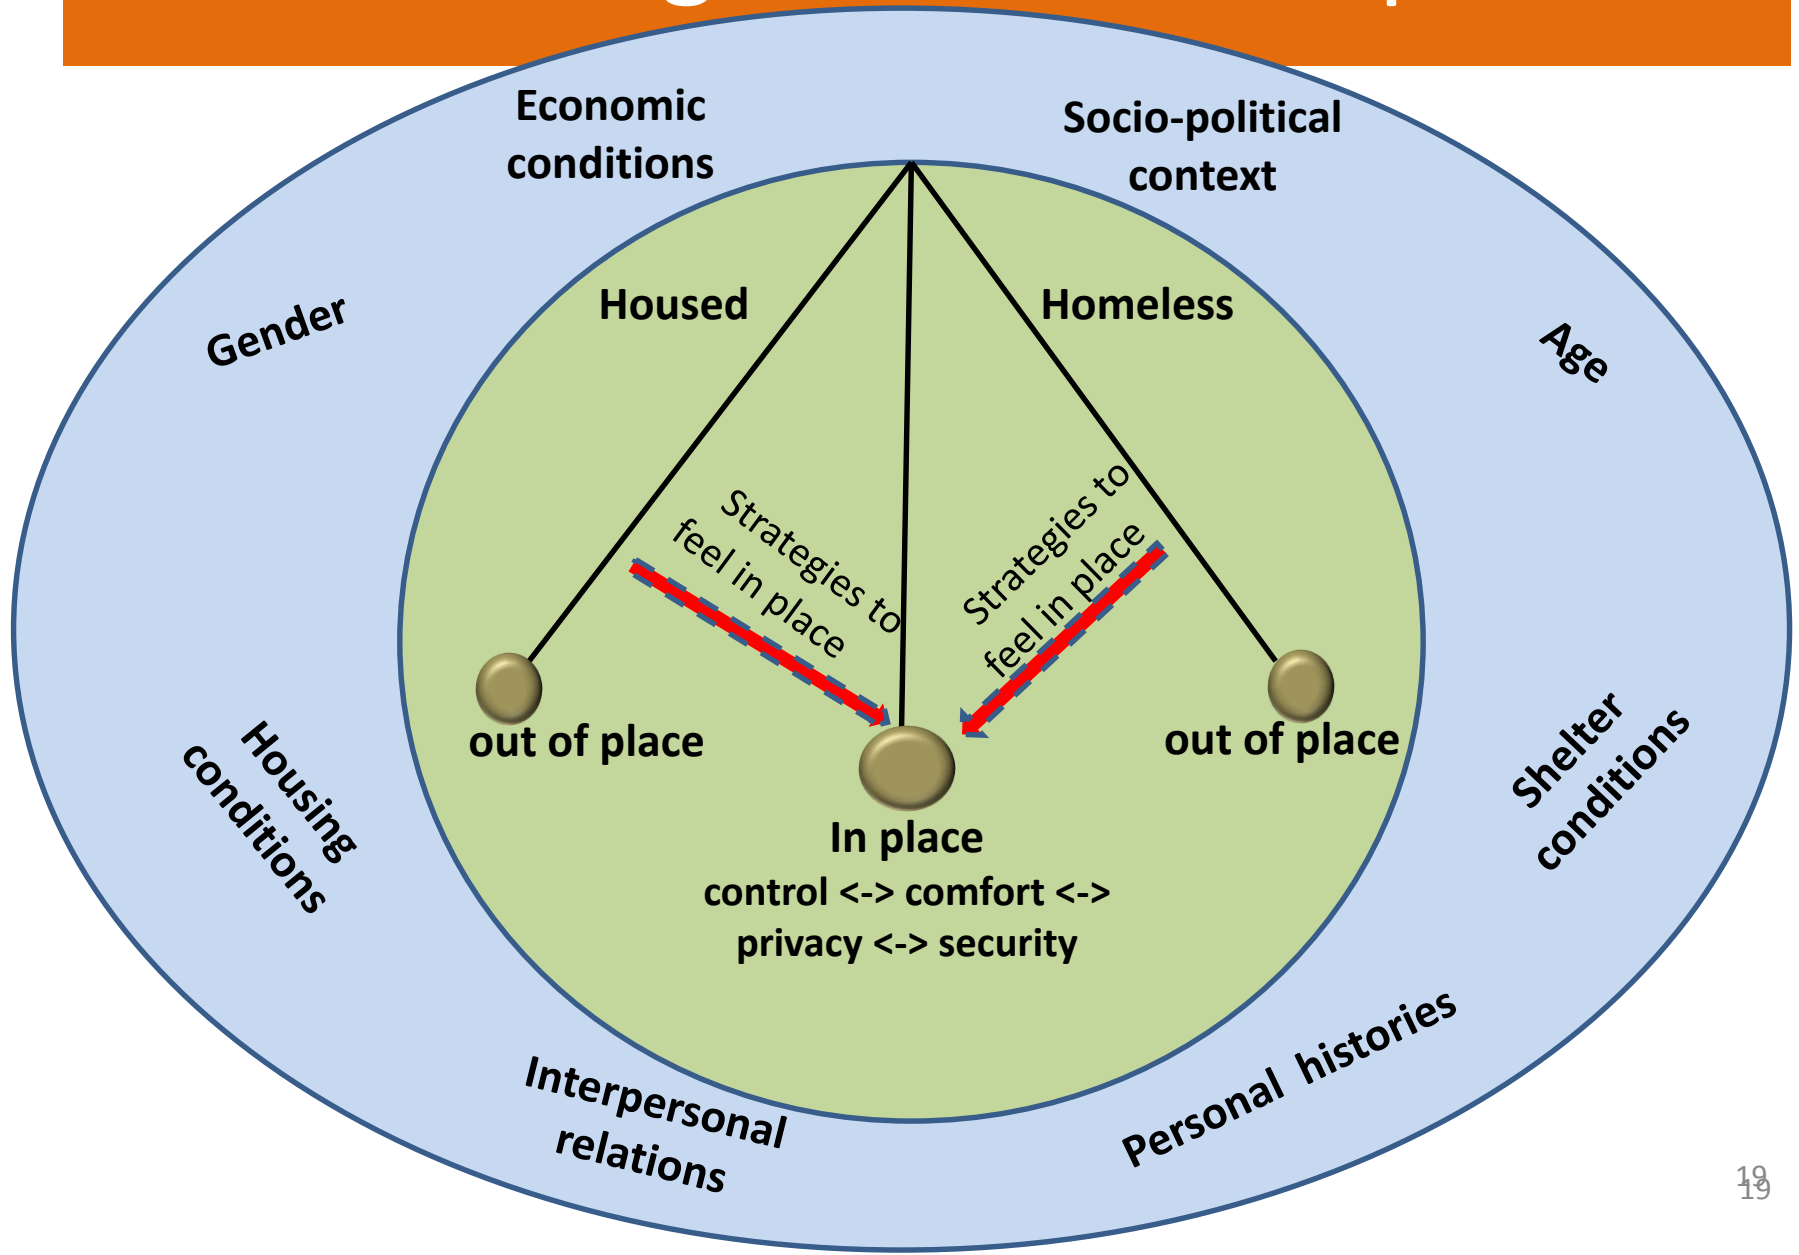 Economic
conditions
Socio-political
context
Gender
Housed
Homeless
Age
Strategies to
feel in place
Strategies to
feel in place
out of place
out of place
In place
control <-> comfort <->
privacy <-> security
Housing
conditions
Shelter
conditions
Interpersonal
relations
Personal histories
19
19